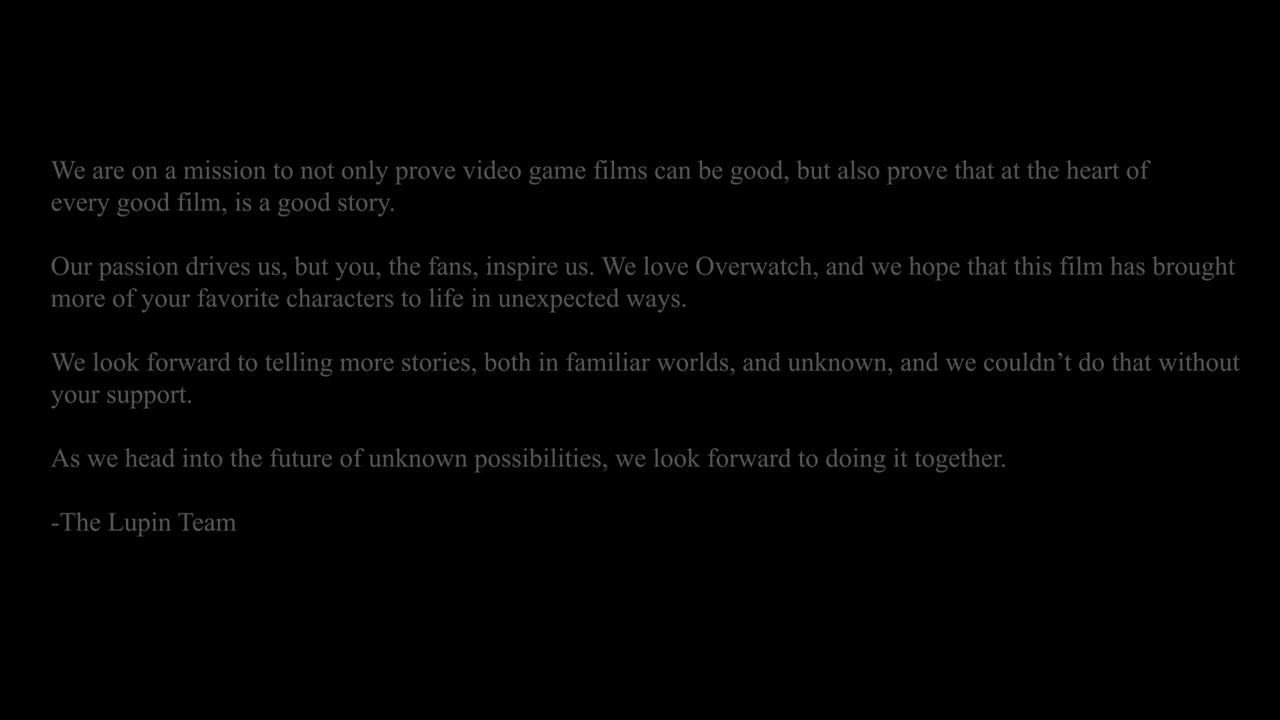 We are on a mission to not only prove video game films can be good, but also prove that at the heart of
every good film, is a good story.
Our passion drives us, but you, the fans, inspire us. We love Overwatch, and we hope that this film has brought
more of your favorite characters to life in unexpected ways.
We look forward to telling more stories, both in familiar worlds, and unknown, and we couldn’t do that without
your support.
As we head into the future of unknown possibilities, we look forward to doing it together.
-The Lupin Team